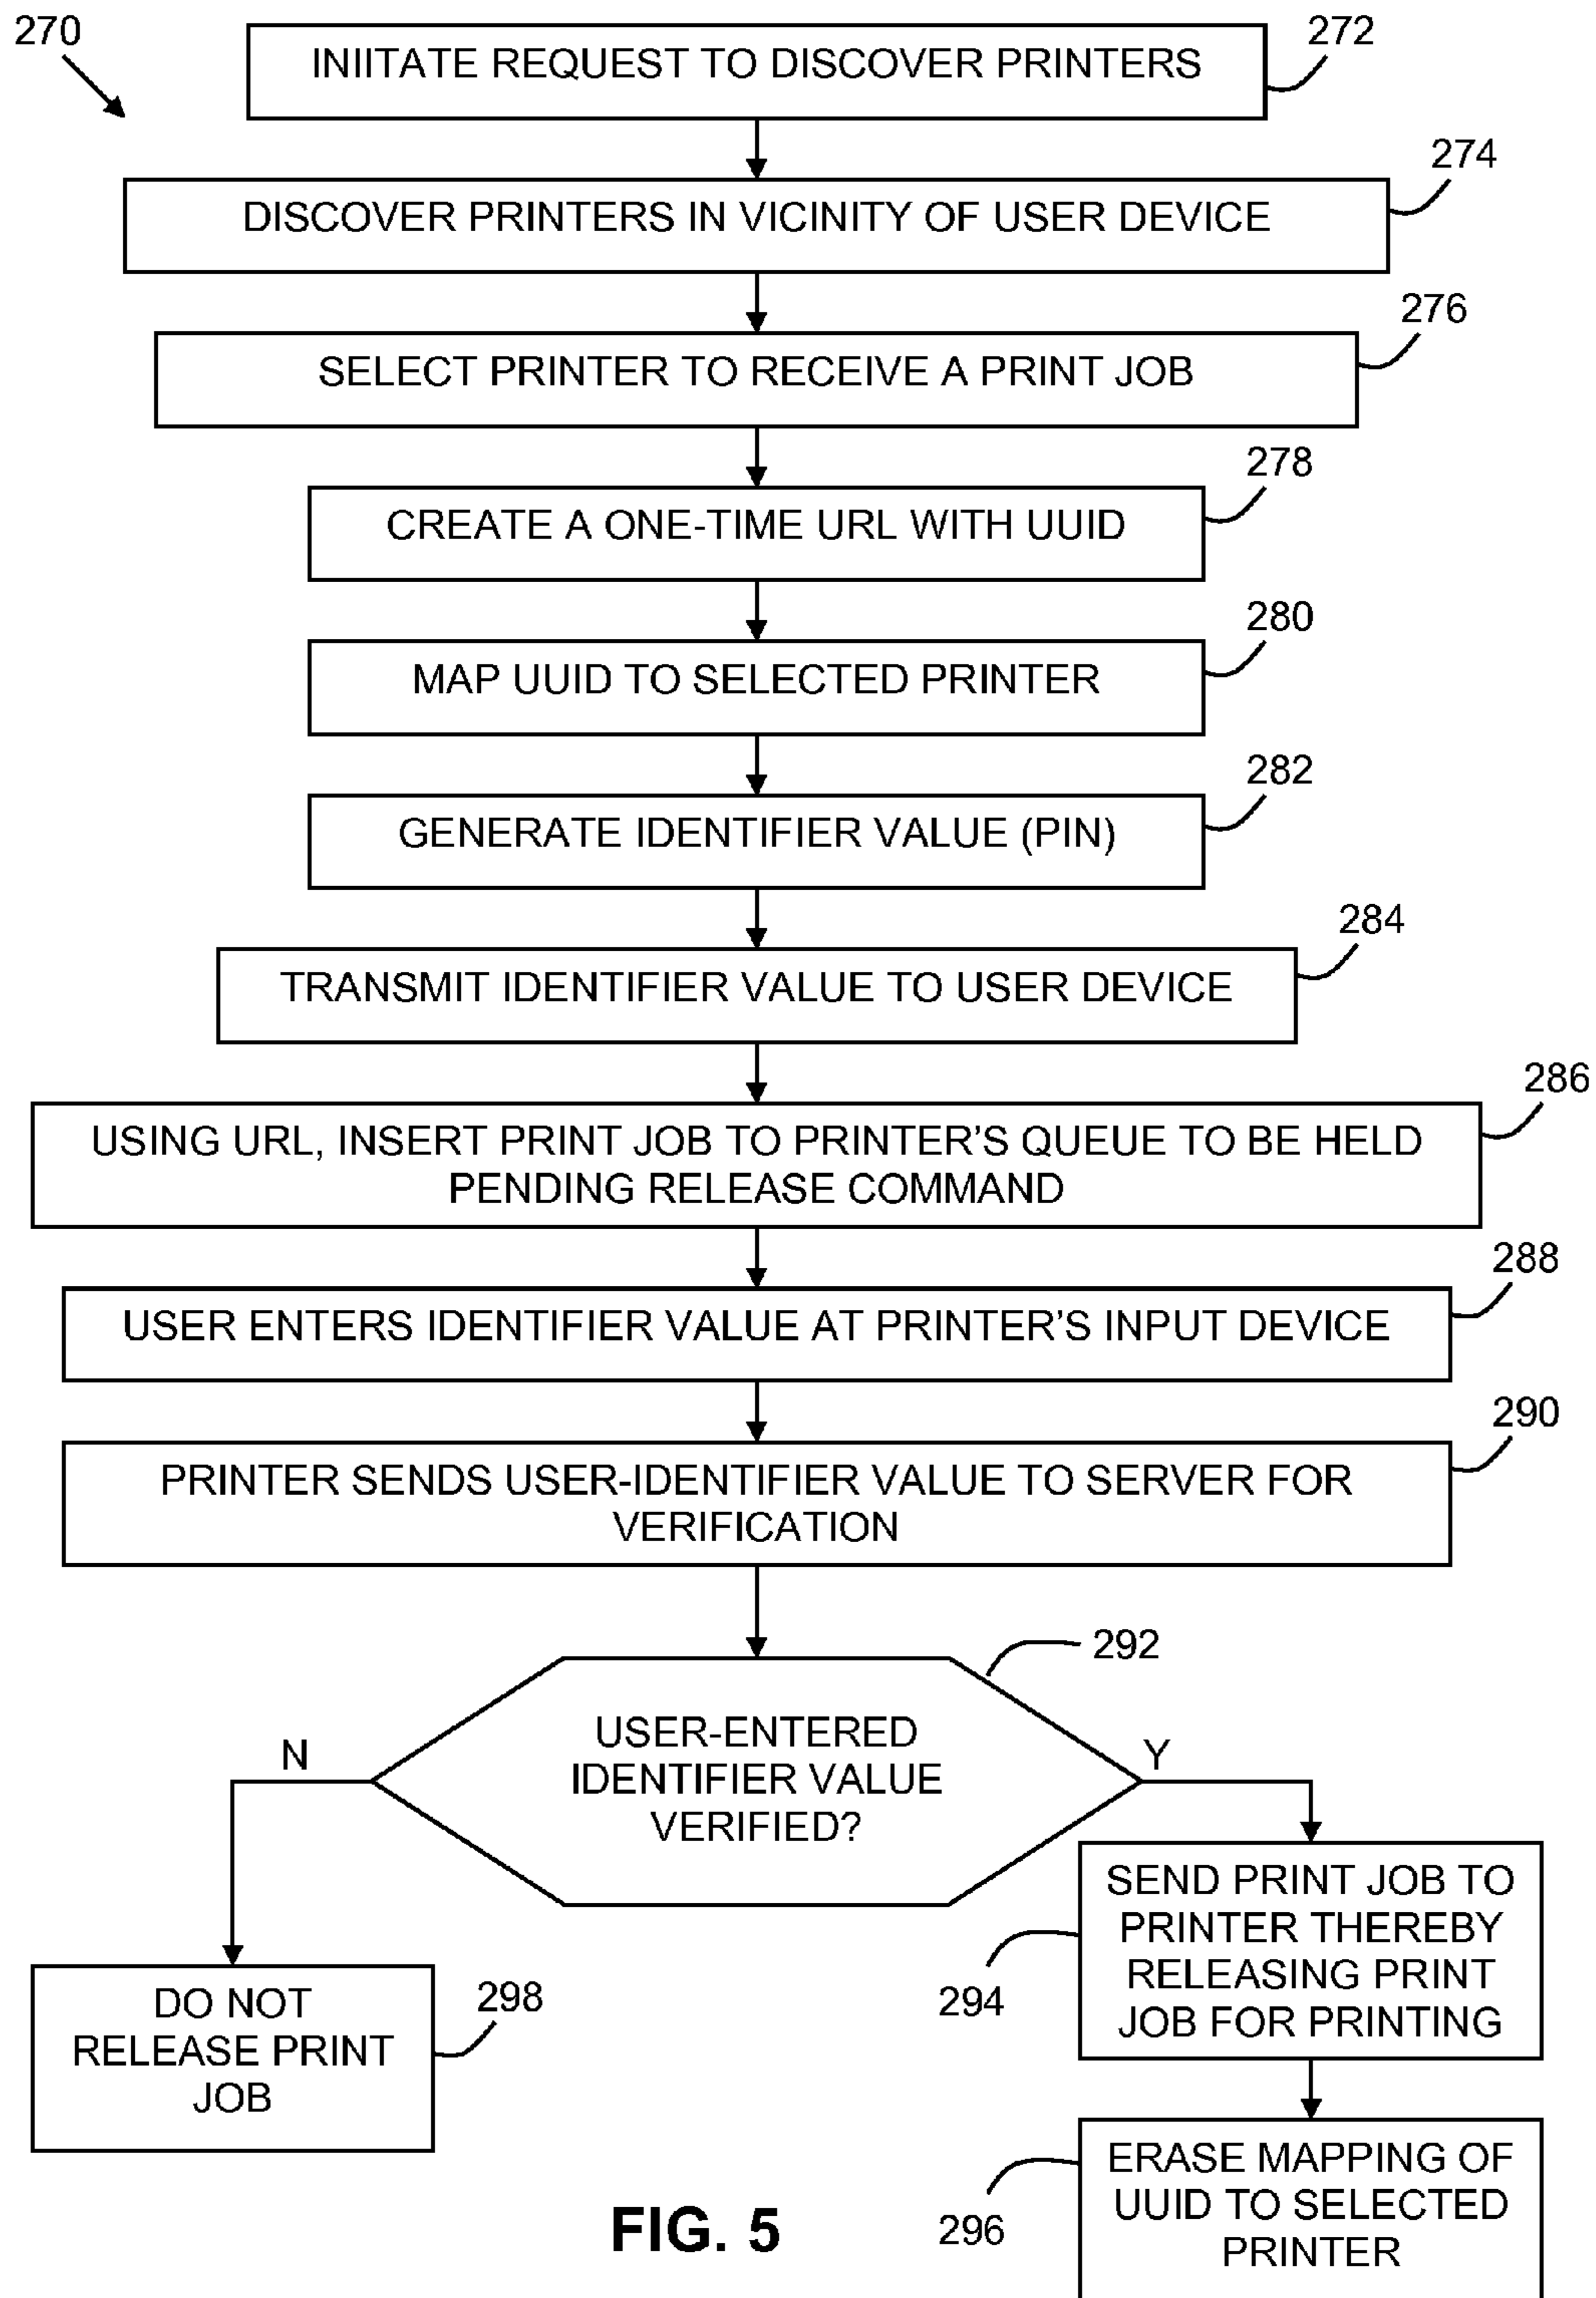 270
INIITATE REQUEST TO DISCOVER PRINTERS
272
274
DISCOVER PRINTERS IN VICINITY OF USER DEVICE
276
SELECT PRINTER TO RECEIVE A PRINT JOB
278
CREATE A ONE-TIME URL WITH UUID
280
MAP UUID TO SELECTED PRINTER
282
GENERATE IDENTIFIER VALUE (PIN)
284
TRANSMIT IDENTIFIER VALUE TO USER DEVICE
286
USING URL, INSERT PRINT JOB TO PRINTER'S QUEUE TO BE HELD
PENDING RELEASE COMMAND
288
USER ENTERS IDENTIFIER VALUE AT PRINTER'S INPUT DEVICE
290
PRINTER SENDS USER-IDENTIFIER VALUE TO SERVER FOR
VERIFICATION
292
USER-ENTERED
IDENTIFIER VALUE
VERIFIED?
N
Y
SEND PRINT JOB TO
PRINTER THEREBY
RELEASING PRINT
JOB FOR PRINTING
294
DO NOT
RELEASE PRINT
JOB
298
ERASE MAPPING OF
UUID TO SELECTED
PRINTER
296
FIG. 5